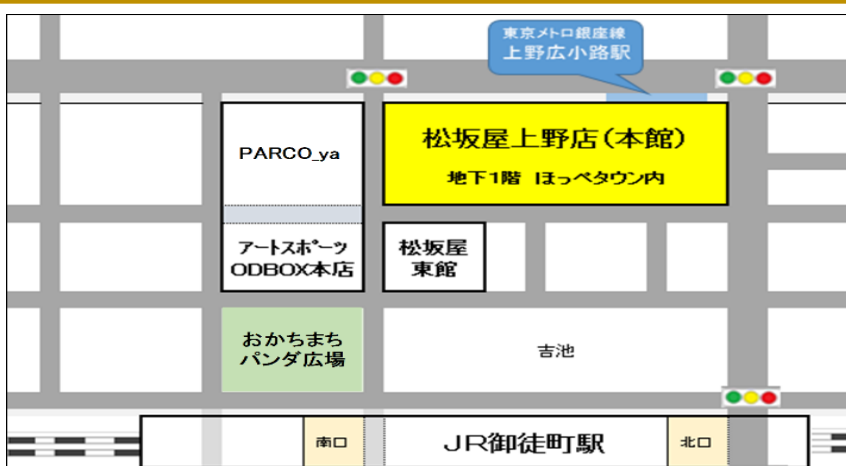 東京メトロ銀座線
上野広小路駅
PARCO_ya
松坂屋上野店(本館)
地下1階 ほっぺタウン内
アートスポーツ
ODBOX本店
松坂屋
東館
おかちまち
パンダ広場
吉池
南口
JR御徒町駅
北口